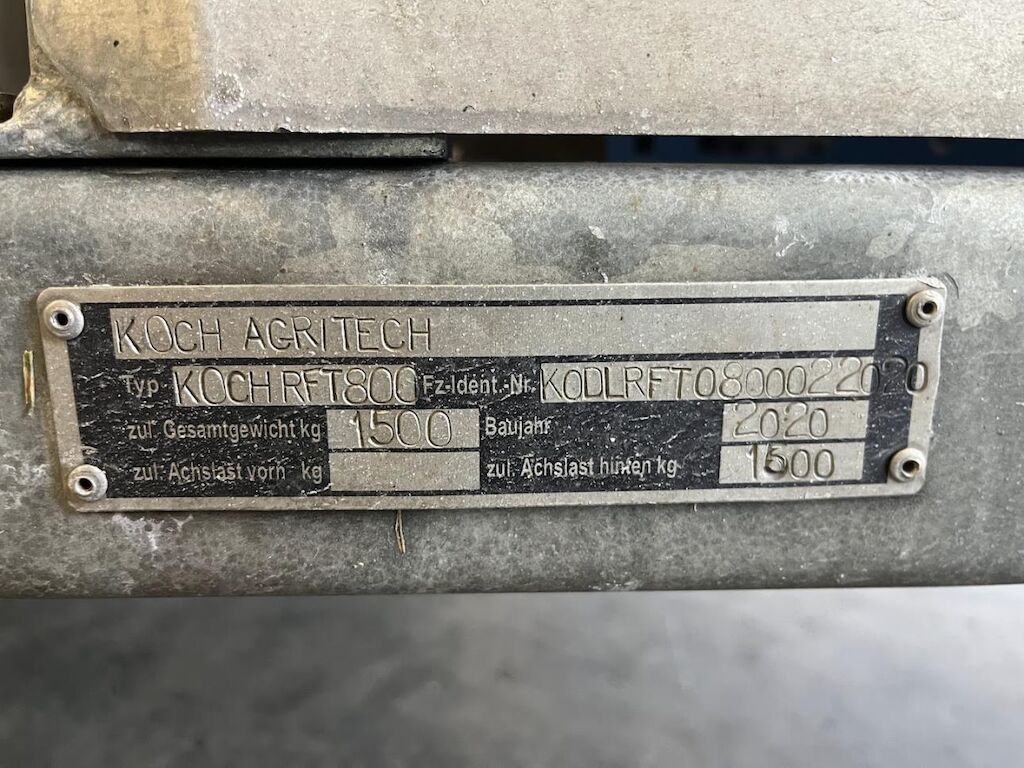 KOCH AGRITECH
Typ KOCH RFT800 Fz-Ident.-Nr. KODLRFT0800022020
zul. Gesamtgewicht kg 1500 Baujahr 2020
zul. Achslast vorn kg zul. Achslast hinten kg 1500